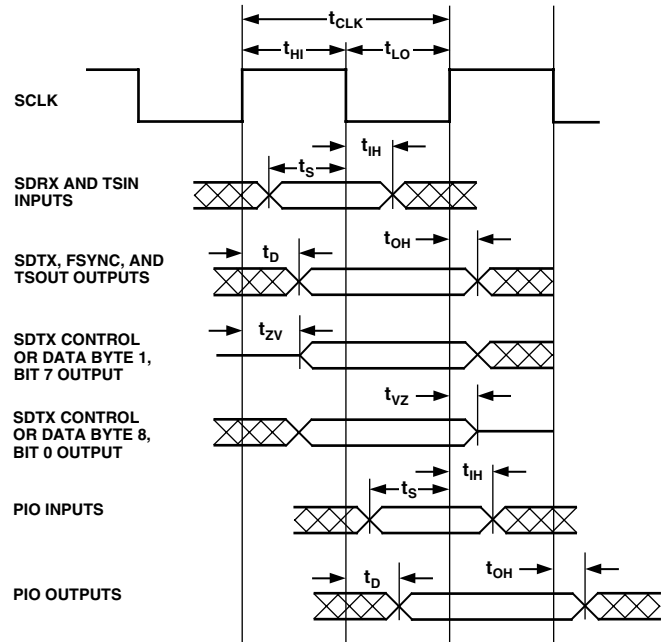 tCLK
tHI tLO
SCLK
tIH
tS
SDRX AND TSIN
INPUTS
tD
tOH
SDTX, FSYNC, AND
TSOUT OUTPUTS
tZV
SDTX CONTROL
OR DATA BYTE 1,
BIT 7 OUTPUT
tVZ
SDTX CONTROL
OR DATA BYTE 8,
BIT 0 OUTPUT
tIH
tS
PIO INPUTS
tOH
tD
PIO OUTPUTS